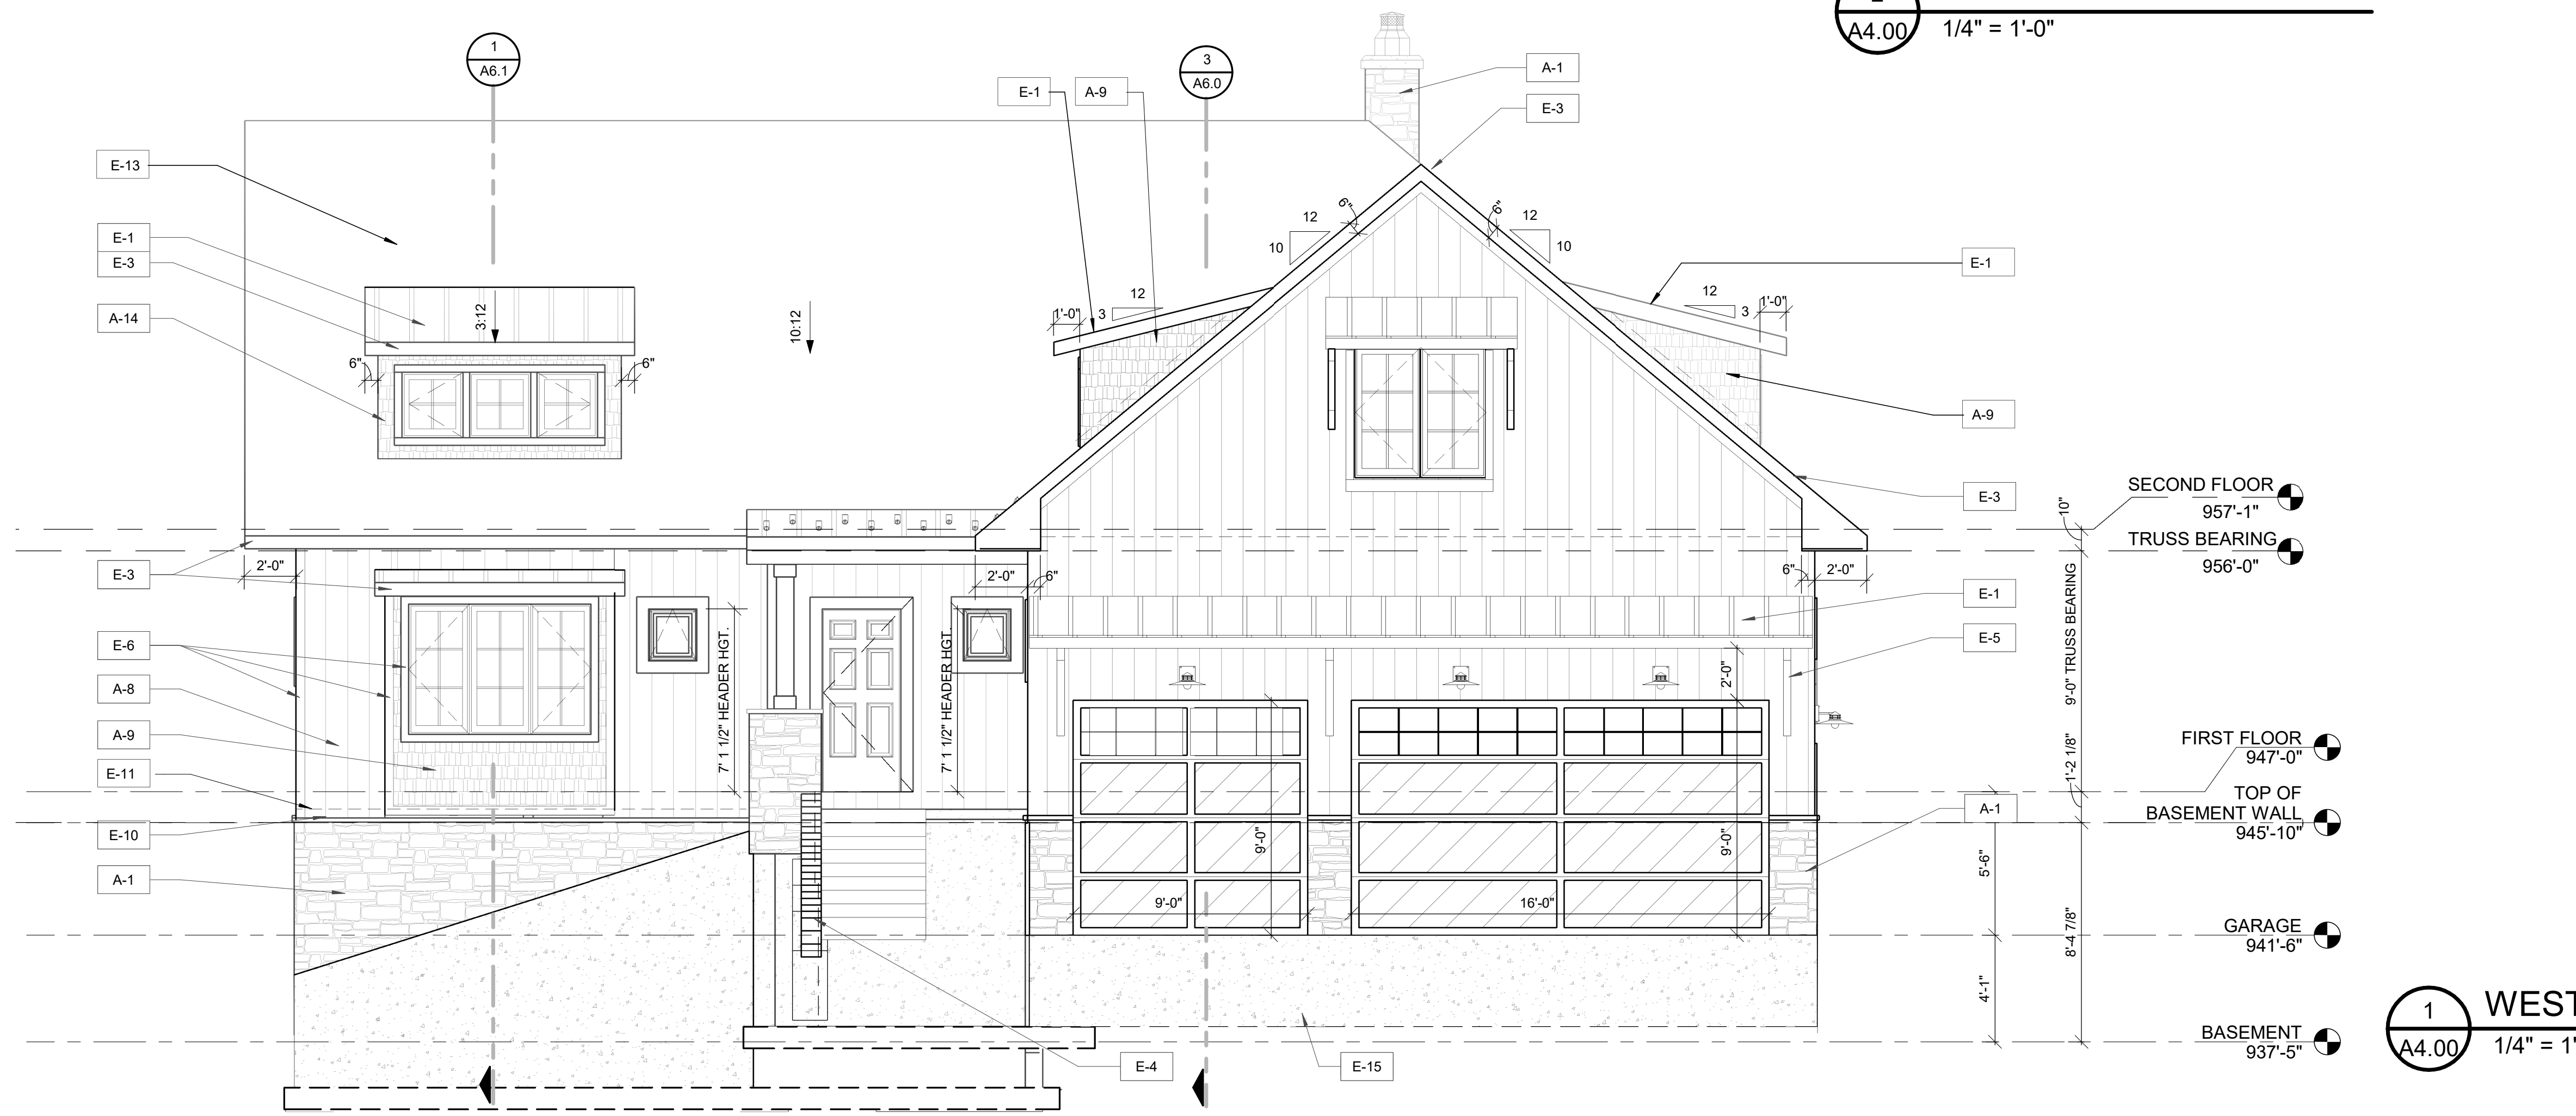 A4.00
1/4" = 1'-0"
1
A6.1
3
A6.0
E-1
A-9
A-1
E-3
E-13
E-1
E-3
A-14
3:12
10:12
6"
6"
12
10
6"
6"
12
10
12
3
1'-0"
12
3
1'-0"
E-1
A-9
E-3
SECOND FLOOR
957'-1"
10"
TRUSS BEARING
956'-0"
E-3
2'-0"
2'-0"
6"
6"
2'-0"
E-1
E-5
9'-0" TRUSS BEARING
E-6
A-8
A-9
E-11
E-10
A-1
7' 1 1/2" HEADER HGT.
7' 1 1/2" HEADER HGT.
2'-0"
9'-0"
9'-0"
9'-0"
16'-0"
FIRST FLOOR
947'-0"
1'-2 1/8"
TOP OF
BASEMENT WALL
945'-10"
A-1
5'-6"
8'-4 7/8"
GARAGE
941'-6"
4'-1"
BASEMENT
937'-5"
E-4
E-15
1
A4.00
WEST
1/4" = 1'